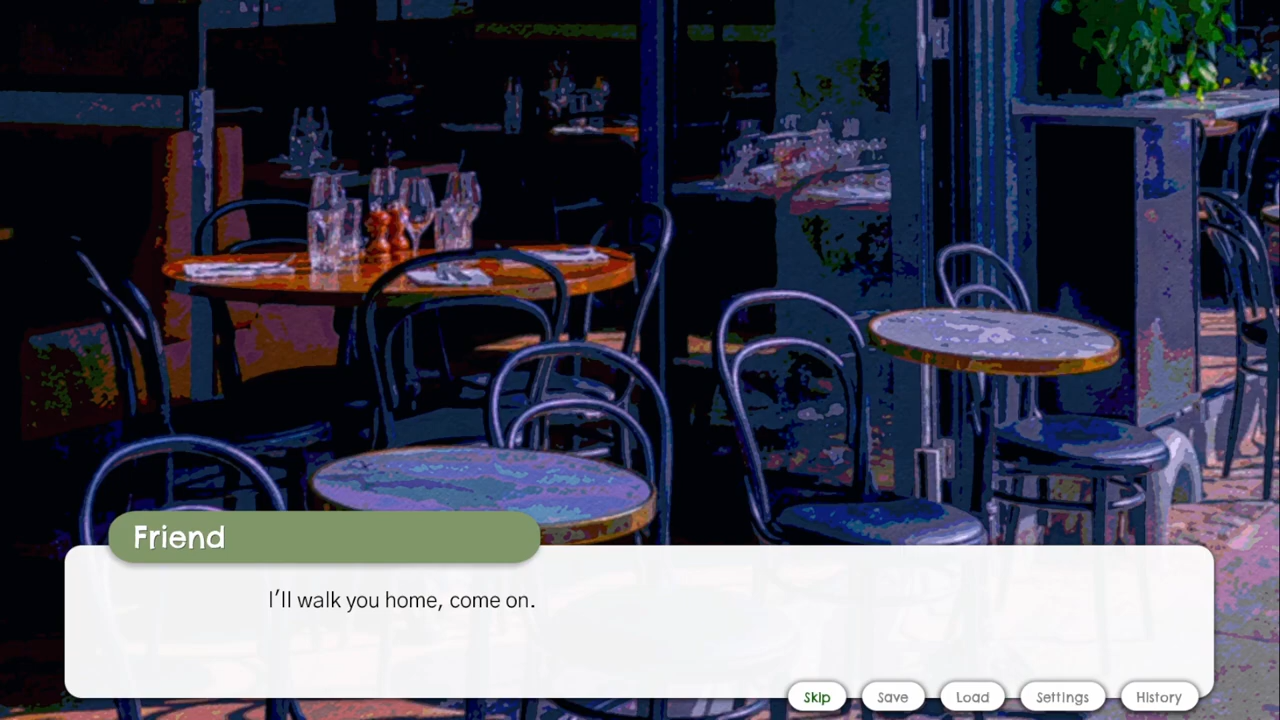 Friend
I'll walk you home, come on.
Skip
Save
Load
Settings
History